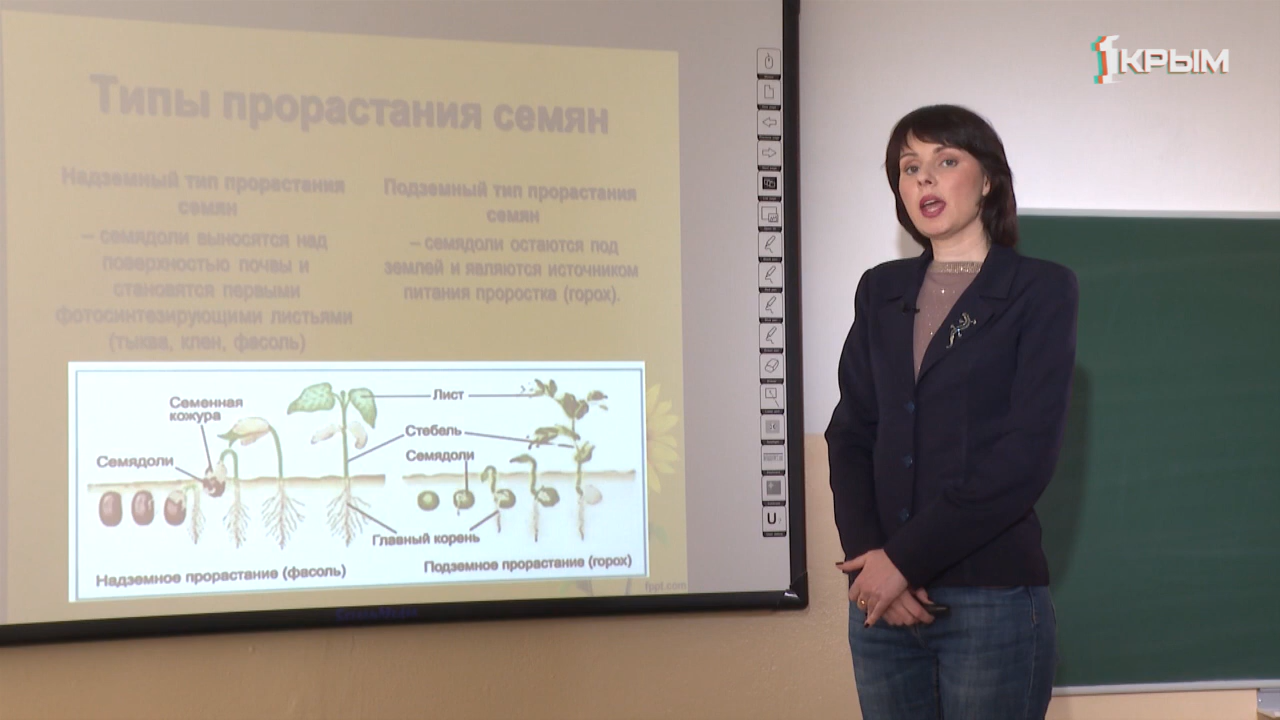 1КРЫМ
Типы прорастания семян
Надземный тип прорастания
семян
– семядоли выносятся над
поверхностью почвы и
становятся первыми
фотосинтезирующими листьями
(тыква, клен, фасоль)
Подземный тип прорастания
семян
– семядоли остаются под
землей и являются источником
питания проростка (горох).
Семенная
кожура
Семядоли
Лист
Стебель
Семядоли
Главный корень
Надземное прорастание (фасоль)
Подземное прорастание (горох)
fppt.com